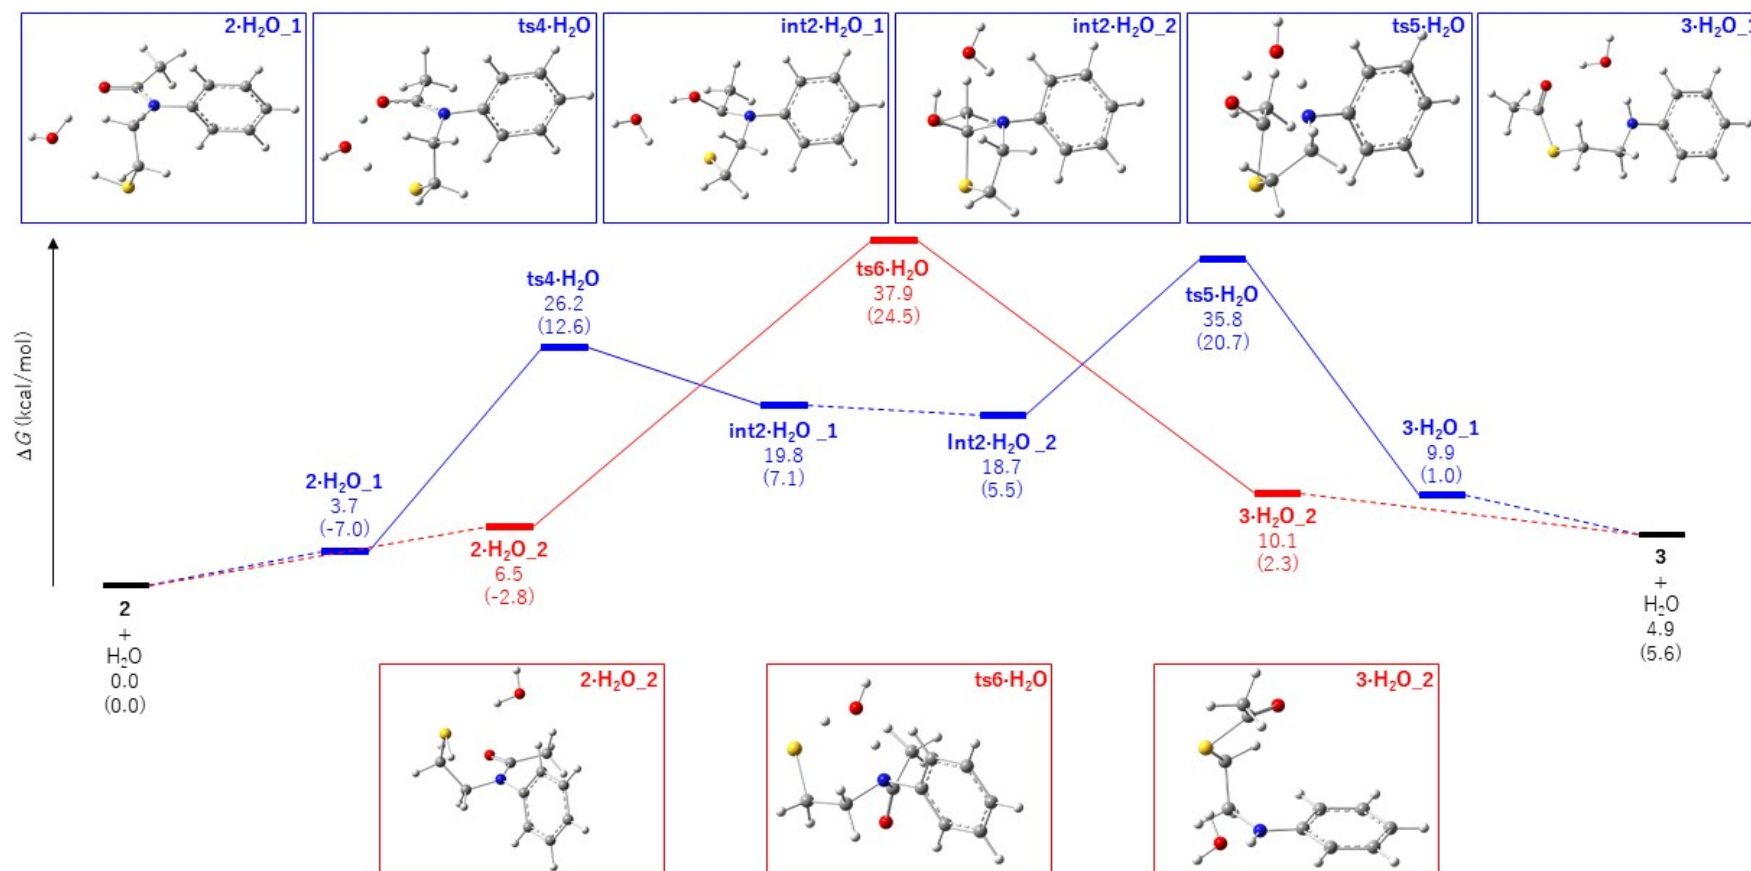 2·H₂O_1
ts4·H₂O
int2·H₂O_1
int2·H₂O_2
ts5·H₂O
3·H₂O_1
ΔG (kcal/mol)
ts4·H₂O
26.2
(12.6)
ts6·H₂O
37.9
(24.5)
ts5·H₂O
35.8
(20.7)
int2·H₂O _1
19.8
(7.1)
Int2·H₂O _2
18.7
(5.5)
3·H₂O_1
9.9
(1.0)
2·H₂O_1
3.7
(-7.0)
2·H₂O_2
6.5
(-2.8)
3·H₂O_2
10.1
(2.3)
2
+
H₂O
0.0
(0.0)
3
+
H₂O
4.9
(5.6)
2·H₂O_2
ts6·H₂O
3·H₂O_2